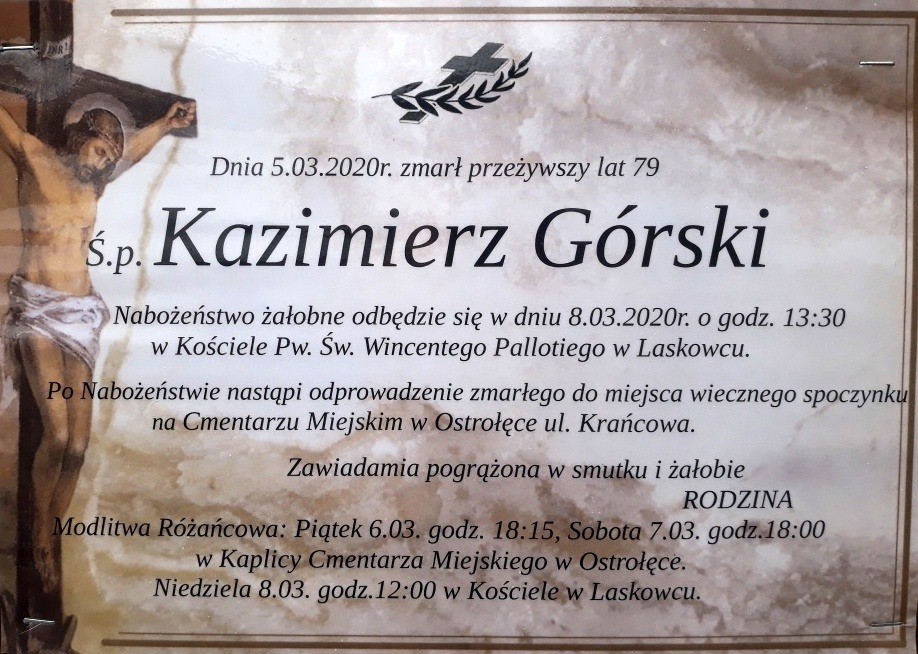 Dnia 5.03.2020r. zmarł przeżywszy lat 79
Ś.p. Kazimierz Górski
Nabożeństwo żałobne odbędzie się w dniu 8.03.2020r. o godz. 13:30
w Kościele Pw. Św. Wincentego Pallotiego w Laskowcu.
Po Nabożeństwie nastąpi odprowadzenie zmarłego do miejsca wiecznego spoczynku
na Cmentarzu Miejskim w Ostrołęce ul. Krańcowa.
Zawiadamia pogrążona w smutku i żałobie
RODZINA
Modlitwa Różańcowa: Piątek 6.03. godz. 18:15, Sobota 7.03. godz.18:00
w Kaplicy Cmentarza Miejskiego w Ostrołęce.
Niedziela 8.03. godz.12:00 w Kościele w Laskowcu.